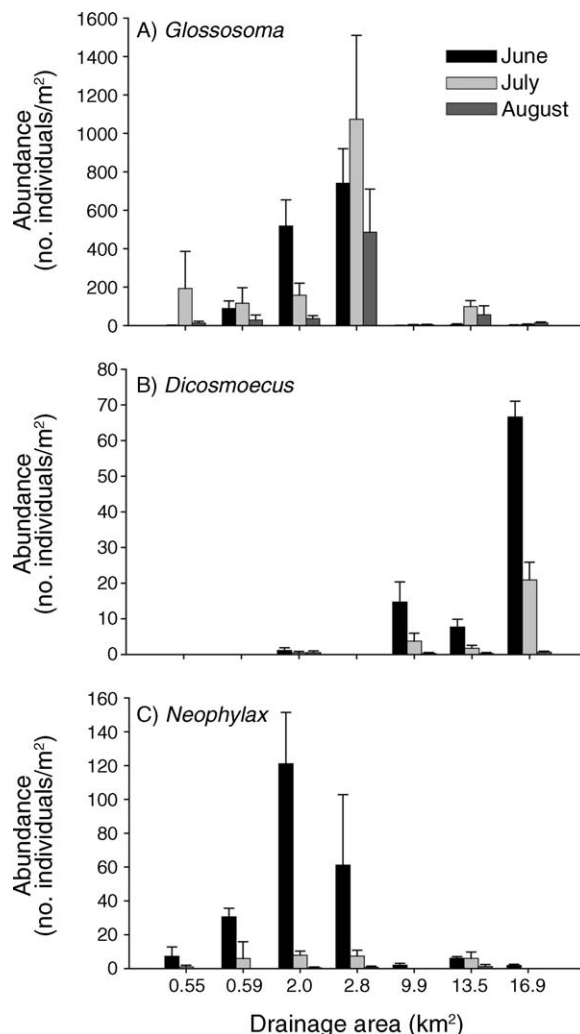 A) Glossosoma
June
July
August
1600
1400
1200
1000
800
600
400
200
0
Abundance
(no. individuals/m²)
B) Dicosmoecus
80
70
60
50
40
30
20
10
0
Abundance
(no. individuals/m²)
C) Neophylax
160
140
120
100
80
60
40
20
0
Abundance
(no. individuals/m²)
0.55 0.59 2.0 2.8 9.9 13.5 16.9
Drainage area (km²)